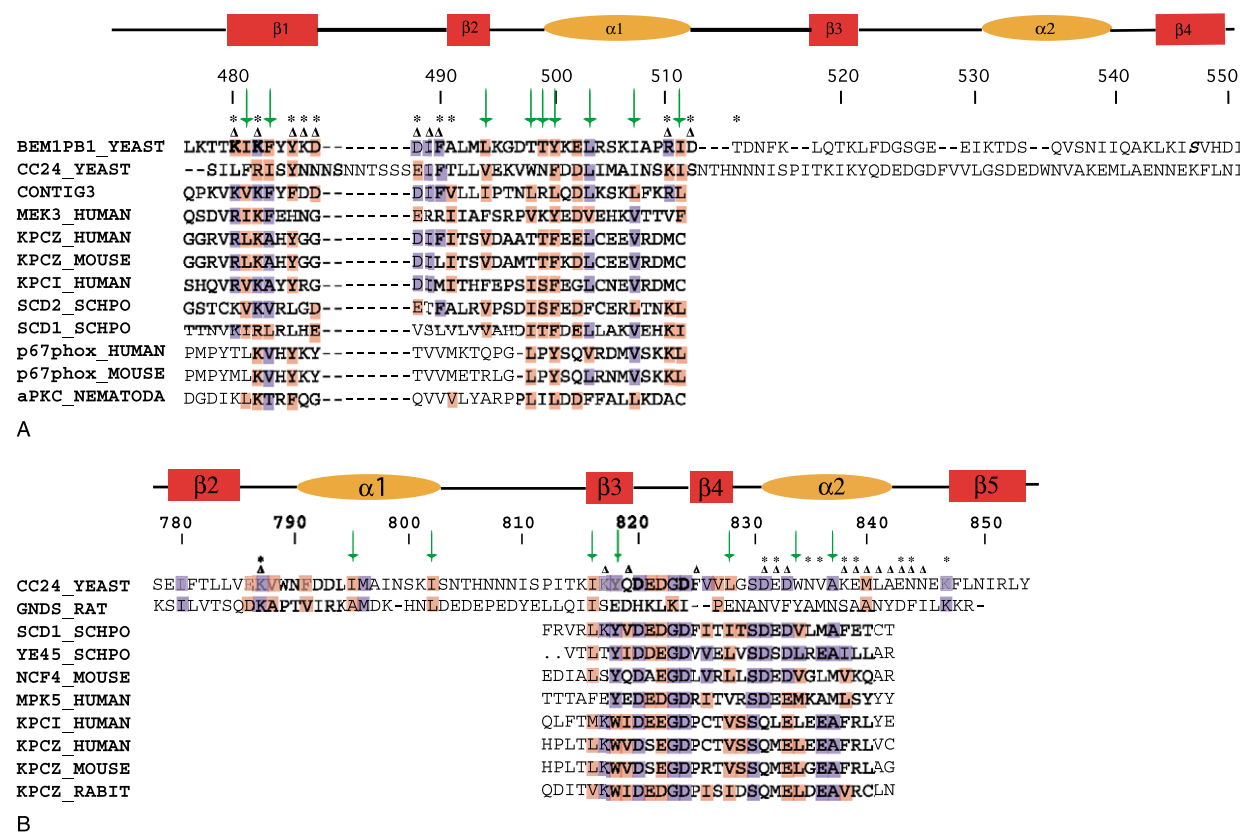 β1 β2 α1 β3 α2 β4
480 490 500 510 520 530 540 550
BEM1PB1_YEAST LKTTKIKFYYKD--------DIFALMLKGDTTYKELRSKIAPRID---TDNFK--LQTKLFDGSGE--EIKTDS--QVSNIIQAKLKISVHDI
CC24_YEAST --SILFRISYNNNSNNTSSSEIFTLLVEKVWNFDDLIMAINSKISNTHNNNNISPITKIKYQDEDGDFVVLGSDEDWNVAKEMLAENNEKFLNI
CONTIG3 QPKVKVKFYFDD--------DIFVLLIPTNLRLQDLKSKLFKRL
MEK3_HUMAN QSDVRIKFEHNG--------ERRIIAFSRPVKYEDVEHKVTTVF
KPCZ_HUMAN GGRVRLKAHYGG--------DIFITSVDAATTFEELCEEVRDMC
KPCZ_MOUSE GGRVRLKAHYGG--------DILITSVDAMTTFKDLCEEVRDMC
KPCI_HUMAN SHQVRVKAYYRG--------DIMITHFEPSISFEGLCNEVRDMC
SCD2_SCHPO GSTCKVKVRLGD--------ETFALRVPSDISFEDFCERLTNKL
SCD1_SCHPO TTNVKIRLRLHE--------VSLVLVVAHDITFDELLAKVEHKI
p67phox_HUMAN PMPYTLKVHYKY--------TVVMKTQPG-LPYSQVRDMVSKKL
p67phox_MOUSE PMPYMLKVHYKY--------TVVMETRLG-LPYSQLRNMVSKKL
aPKC_NEMATODA DGDIKLKTRFQG--------QVVVLYARPPLILDDFFALLKDAC
A
β2 α1 β3 β4 α2 β5
780 790 800 810 820 830 840 850
CC24_YEAST SEIFTLLVEKVWNFDDLIMAINSKISNTHNNNNISPITKIKYQDEDGDFVVLGSDEDWNVAKEMLAENNEKFLNIRLY
GNDS_RAT KSILVTSQDKAPTVIRKAMDK-HNLDEDEPEDYELLQIISEDHKLKI--PENANVFYAMNSAANYDFILKKR-
SCD1_SCHPO FRVRLKYVDEDGDFITITSDEDVLMAFETCT
YE45_SCHPO ..VTLTYIDDEGDVVELVSDSDLREAILLAR
NCF4_MOUSE EDIALSYQDAEGDLVRLLSDEDVGLMVKQAR
MPK5_HUMAN TTTAFEYEDEDGDRITVRSDEEMKAMLSYYY
KPCI_HUMAN QLFTMKWIDEEGDPCTVSSQLELEEAFRLYE
KPCZ_HUMAN HPLTLKWVDSEGDPCTVSSQMELEEAFRLVC
KPCZ_MOUSE HPLTLKWVDSEGDPRTVSSQMELGEAFRLAG
KPCZ_RABIT QDITVKWIDEDGDPISIDSQMELDEAVRCLN
B